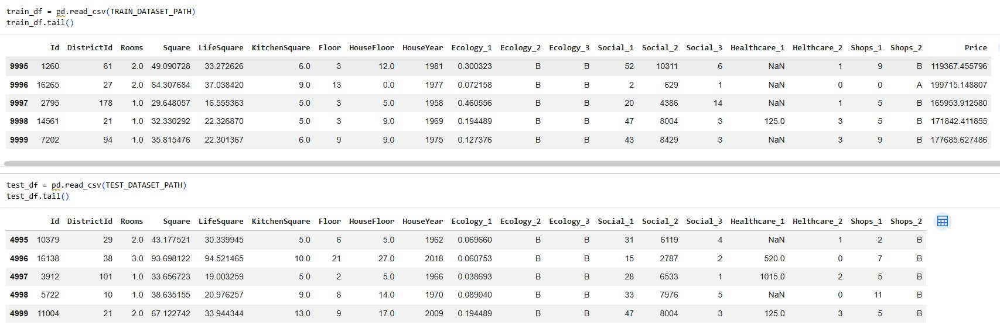 train_df = pd.read_csv(TRAIN_DATASET_PATH)
train_df.tail()
Id DistrictId Rooms Square LifeSquare KitchenSquare Floor HouseFloor HouseYear Ecology_1 Ecology_2 Ecology_3 Social_1 Social_2 Social_3 Healthcare_1 Helthcare_2 Shops_1 Shops_2 Price
9995 1260 61 2.0 49.090728 33.272626 6.0 3 12.0 1981 0.300323 B B 52 10311 6 NaN 1 9 B 119367.455796
9996 16265 27 2.0 64.307684 37.038420 9.0 13 0.0 1977 0.072158 B B 2 629 1 NaN 0 0 A 199715.148807
9997 2795 178 1.0 29.648057 16.555363 5.0 3 5.0 1958 0.460556 B B 20 4386 14 NaN 1 5 B 165953.912580
9998 14561 21 1.0 32.330292 22.326870 5.0 3 9.0 1969 0.194489 B B 47 8004 3 125.0 3 5 B 171842.411855
9999 7202 94 1.0 35.815476 22.301367 6.0 9 9.0 1975 0.127376 B B 43 8429 3 NaN 3 9 B 177685.627486
test_df = pd.read_csv(TEST_DATASET_PATH)
test_df.tail()
Id DistrictId Rooms Square LifeSquare KitchenSquare Floor HouseFloor HouseYear Ecology_1 Ecology_2 Ecology_3 Social_1 Social_2 Social_3 Healthcare_1 Helthcare_2 Shops_1 Shops_2
4995 10379 29 2.0 43.177521 30.339945 5.0 6 5.0 1962 0.069660 B B 31 6119 4 NaN 1 2 B
4996 16138 38 3.0 93.698122 94.521465 10.0 21 27.0 2018 0.060753 B B 15 2787 2 520.0 0 7 B
4997 3912 101 1.0 33.656723 19.003259 5.0 2 5.0 1966 0.038693 B B 28 6533 1 1015.0 2 5 B
4998 5722 10 1.0 38.635155 20.976257 9.0 8 14.0 1970 0.089040 B B 33 7976 5 NaN 0 11 B
4999 11004 21 2.0 67.122742 33.944344 13.0 9 17.0 2009 0.194489 B B 47 8004 3 125.0 3 5 B